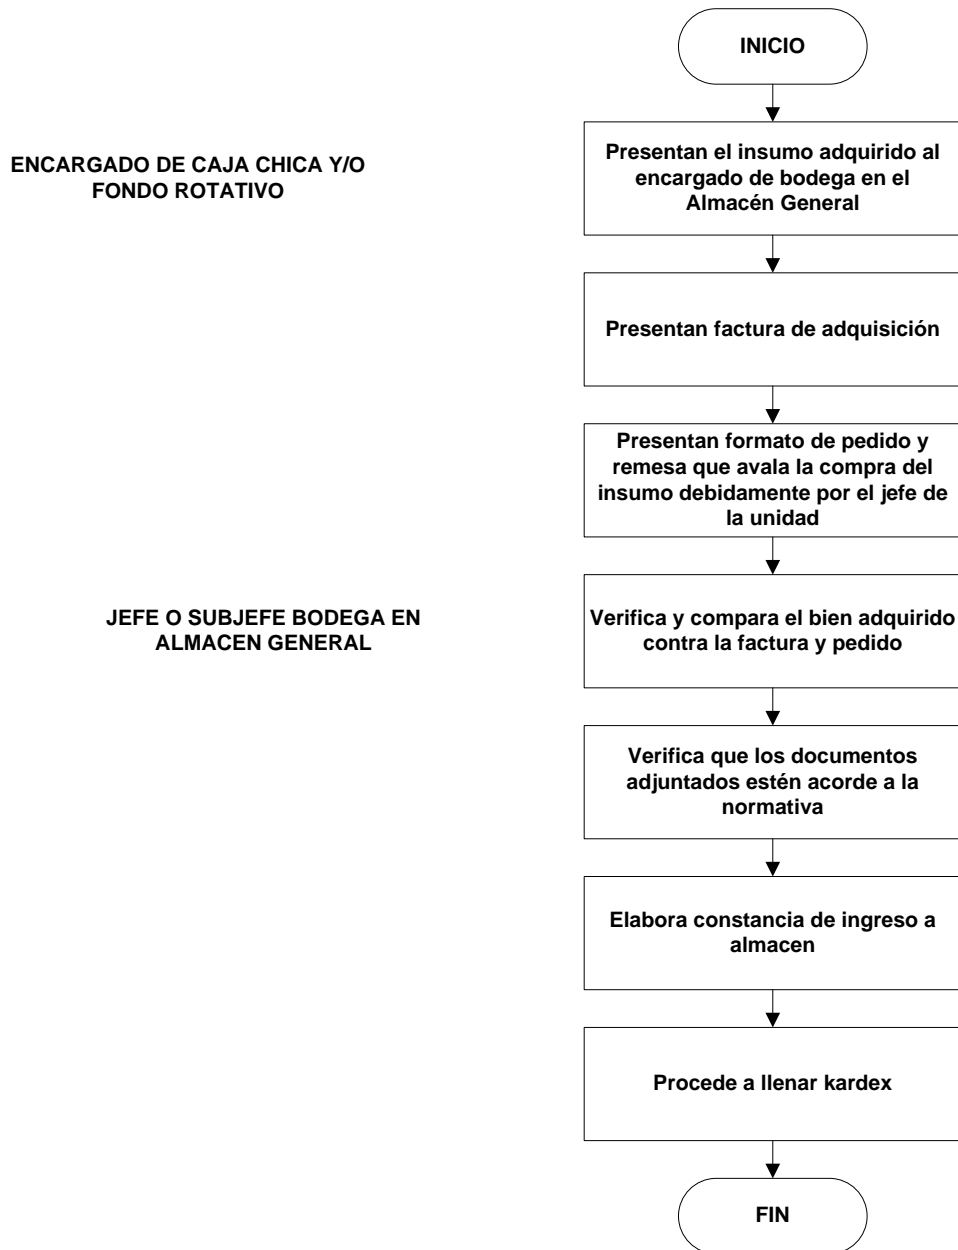 INICIO
ENCARGADO DE CAJA CHICA Y/O
FONDO ROTATIVO
Presentan el insumo adquirido al
encargado de bodega en el
Almacén General
Presentan factura de adquisición
Presentan formato de pedido y
remesa que avala la compra del
insumo debidamente por el jefe de
la unidad
JEFE O SUBJEFE BODEGA EN
ALMACEN GENERAL
Verifica y compara el bien adquirido
contra la factura y pedido
Verifica que los documentos
adjuntados estén acorde a la
normativa
Elabora constancia de ingreso a
almacen
Procede a llenar kardex
FIN